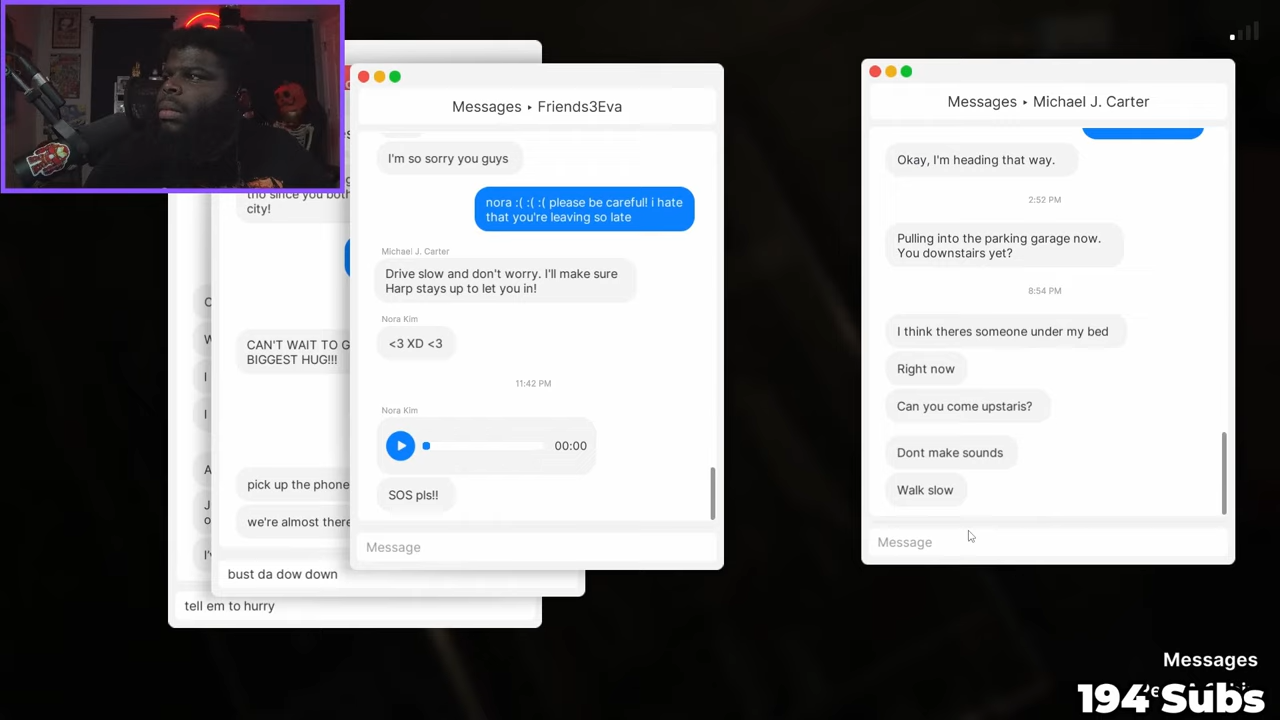 Messages ▸ Friends3Eva
I'm so sorry you guys
nora :( :( :( please be careful! i hate
that you're leaving so late
Michael J. Carter
Drive slow and don't worry. I'll make sure
Harp stays up to let you in!
Nora Kim
<3 XD <3
11:42 PM
Nora Kim
00:00
SOS pls!!
Message
tho since you both
city!
CAN'T WAIT TO G
BIGGEST HUG!!!
pick up the phone
we're almost there
bust da dow down
tell em to hurry
Messages ▸ Michael J. Carter
Okay, I'm heading that way.
2:52 PM
Pulling into the parking garage now.
You downstairs yet?
8:54 PM
I think theres someone under my bed
Right now
Can you come upstaris?
Dont make sounds
Walk slow
Message
Messages
194 Subs